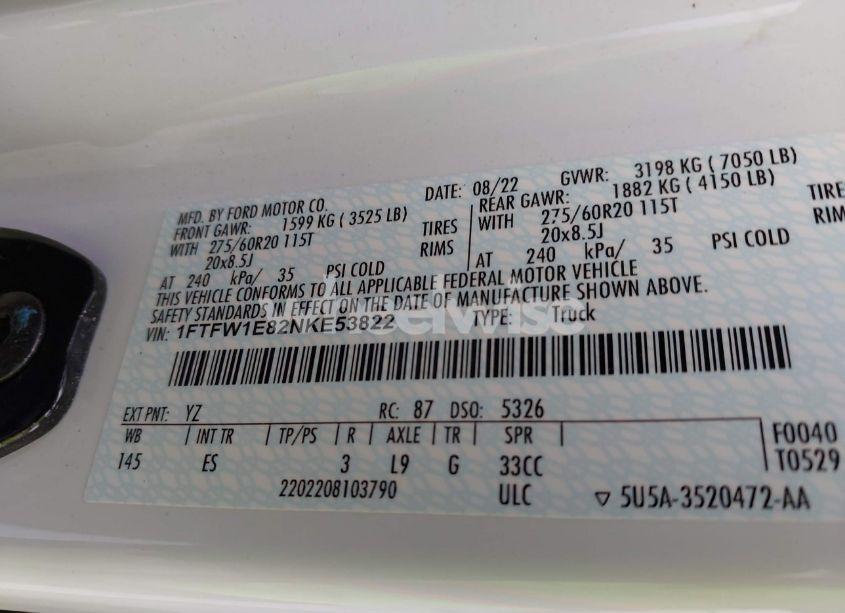 MFD. BY FORD MOTOR CO. DATE: 08/22 GVWR: 3198 KG ( 7050 LB)
FRONT GAWR: 1599 KG ( 3525 LB) REAR GAWR: 1882 KG ( 4150 LB)
WITH 275/60R20 115T TIRES WITH 275/60R20 115T TIRES
20x8.5J RIMS 20x8.5J RIMS
AT 240 kPa/ 35 PSI COLD AT 240 kPa/ 35 PSI COLD
THIS VEHICLE CONFORMS TO ALL APPLICABLE FEDERAL MOTOR VEHICLE
SAFETY STANDARDS IN EFFECT ON THE DATE OF MANUFACTURE SHOWN ABOVE.
VIN: 1FTFW1E82NKE53822 TYPE: Truck
EXT PNT: YZ RC: 87 DSO: 5326
WB | INT TR | TP/PS | R | AXLE | TR | SPR | F0040
145 ES 3 L9 G 33CC T0529
2202208103790 ULC ▽ 5U5A-3520472-AA